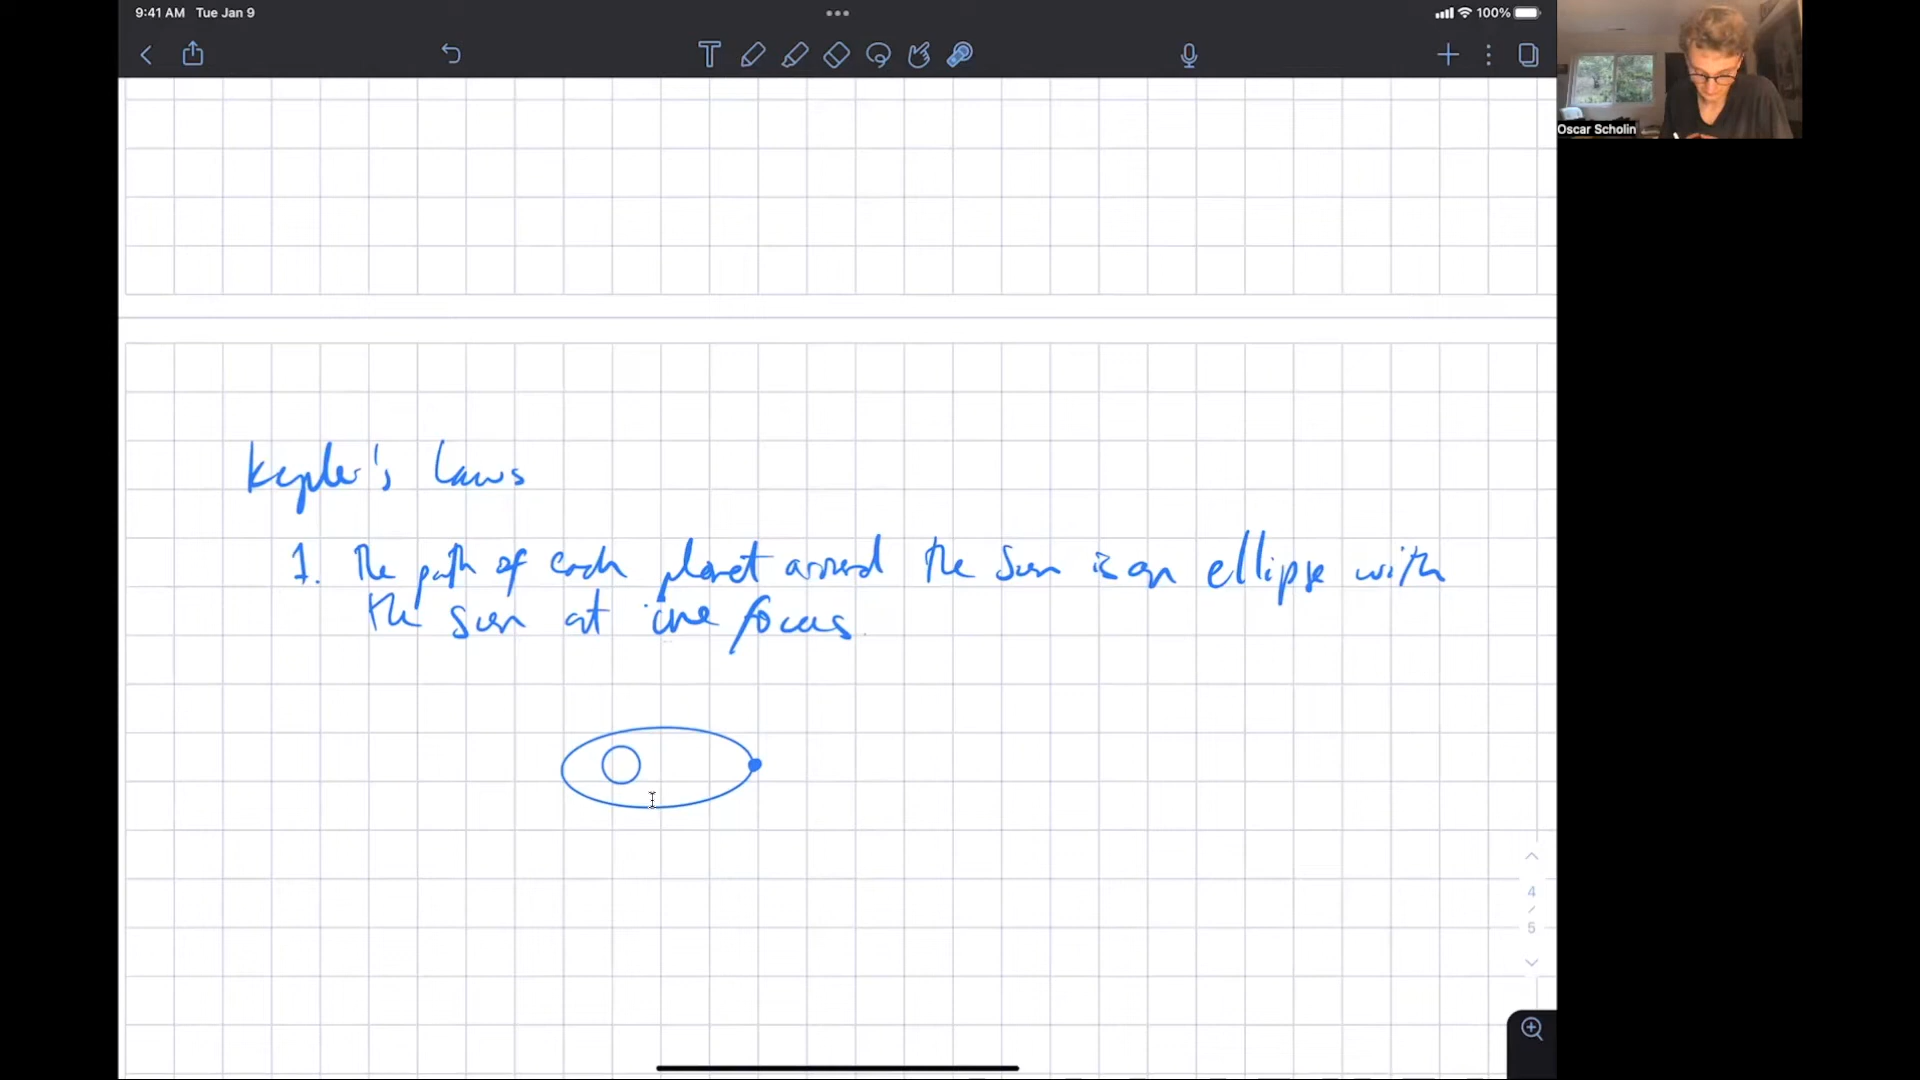 9:41 AM Tue Jan 9
100%
Oscar Scholin
Kepler's Laws
1. The path of each planet around the Sun is an ellipse with
the sun at one focus.
4
5